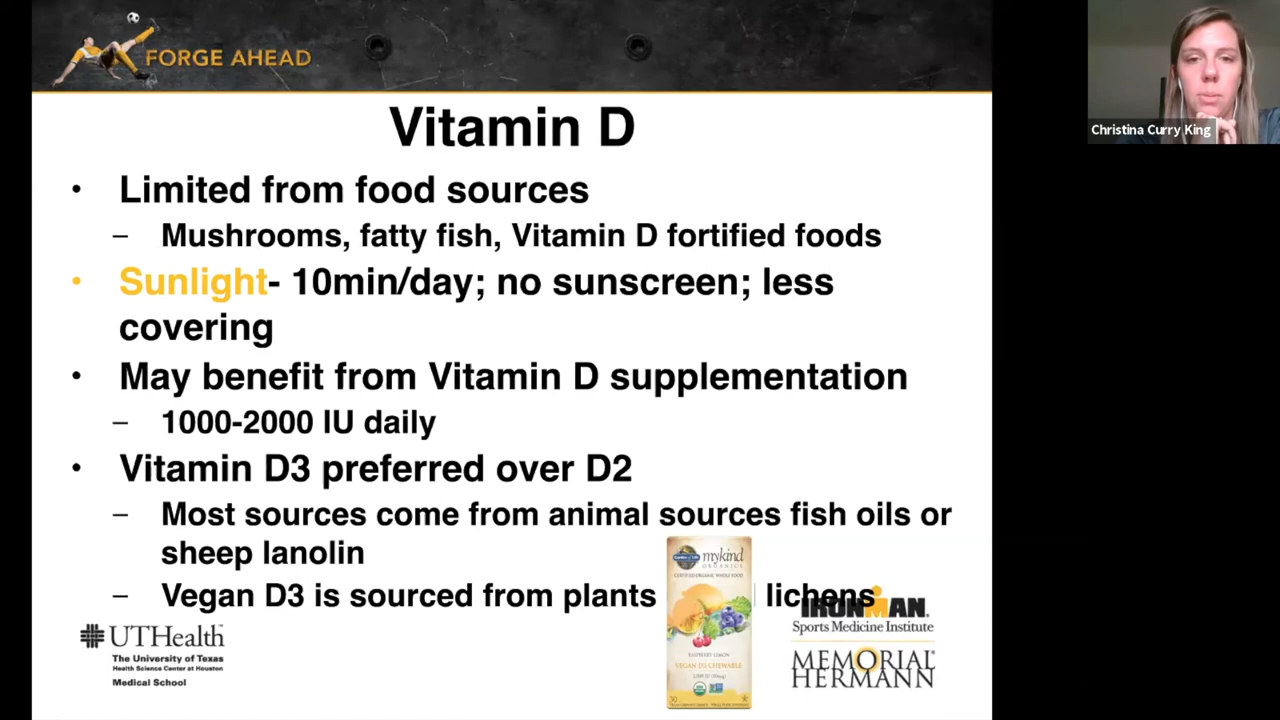 FORGE AHEAD
Christina Curry King
Vitamin D
• Limited from food sources
– Mushrooms, fatty fish, Vitamin D fortified foods
• Sunlight- 10min/day; no sunscreen; less
covering
• May benefit from Vitamin D supplementation
– 1000-2000 IU daily
• Vitamin D3 preferred over D2
– Most sources come from animal sources fish oils or
sheep lanolin
– Vegan D3 is sourced from plants lichens
mykind
ORGANICS
CERTIFIED ORGANIC WHOLE FOOD
RASPBERRY LEMON
VEGAN D3 CHEWABLE
UTHealth
The University of Texas
Health Science Center at Houston
Medical School
IRONMAN
Sports Medicine Institute
MEMORIAL
HERMANN